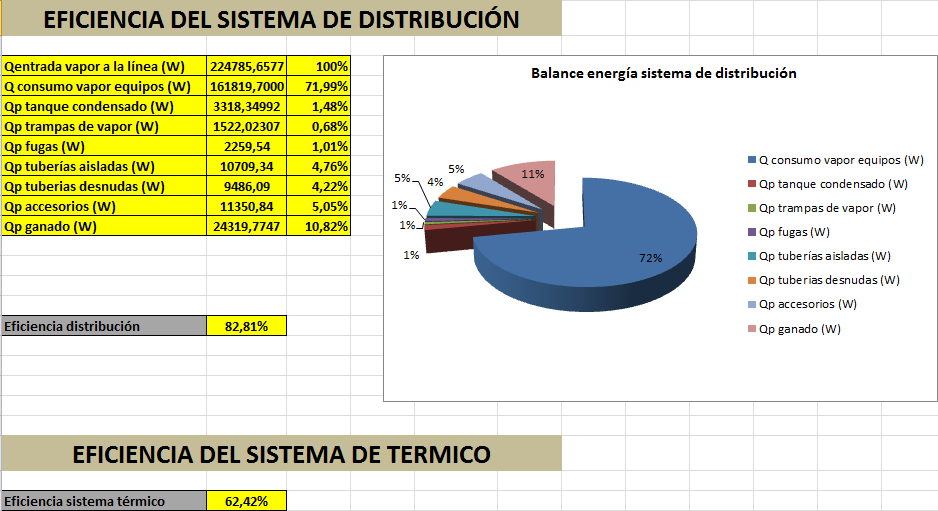 EFICIENCIA DEL SISTEMA DE DISTRIBUCIÓN
Qentrada vapor a la línea (W) 224785,6577 100%
Q consumo vapor equipos (W) 161819,7000 71,99%
Qp tanque condensado (W) 3318,34992 1,48%
Qp trampas de vapor (W) 1522,02307 0,68%
Qp fugas (W) 2259,54 1,01%
Qp tuberías aisladas (W) 10709,34 4,76%
Qp tuberias desnudas (W) 9486,09 4,22%
Qp accesorios (W) 11350,84 5,05%
Qp ganado (W) 24319,7747 10,82%
Eficiencia distribución 82,81%
Balance energía sistema de distribución
72%
1%
1%
1%
5%
4%
5%
11%
Q consumo vapor equipos (W)
Qp tanque condensado (W)
Qp trampas de vapor (W)
Qp fugas (W)
Qp tuberías aisladas (W)
Qp tuberias desnudas (W)
Qp accesorios (W)
Qp ganado (W)
EFICIENCIA DEL SISTEMA DE TERMICO
Eficiencia sistema térmico 62,42%